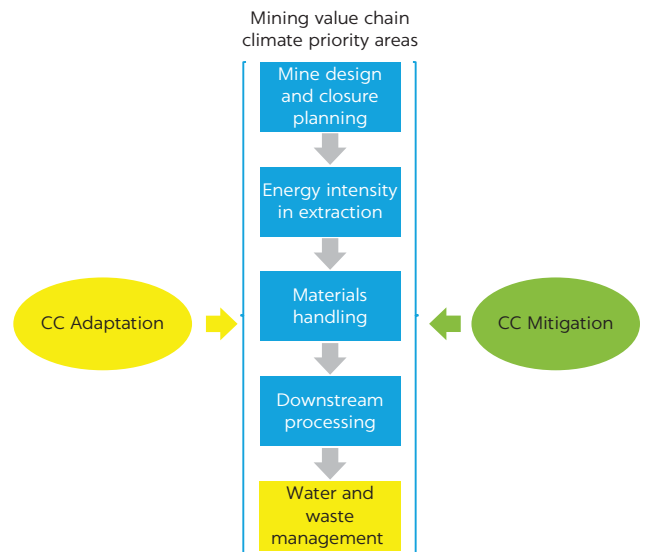 Mining value chain
climate priority areas
Mine design
and closure
planning
Energy intensity
in extraction
Materials
handling
CC Adaptation
CC Mitigation
Downstream
processing
Water and
waste
management